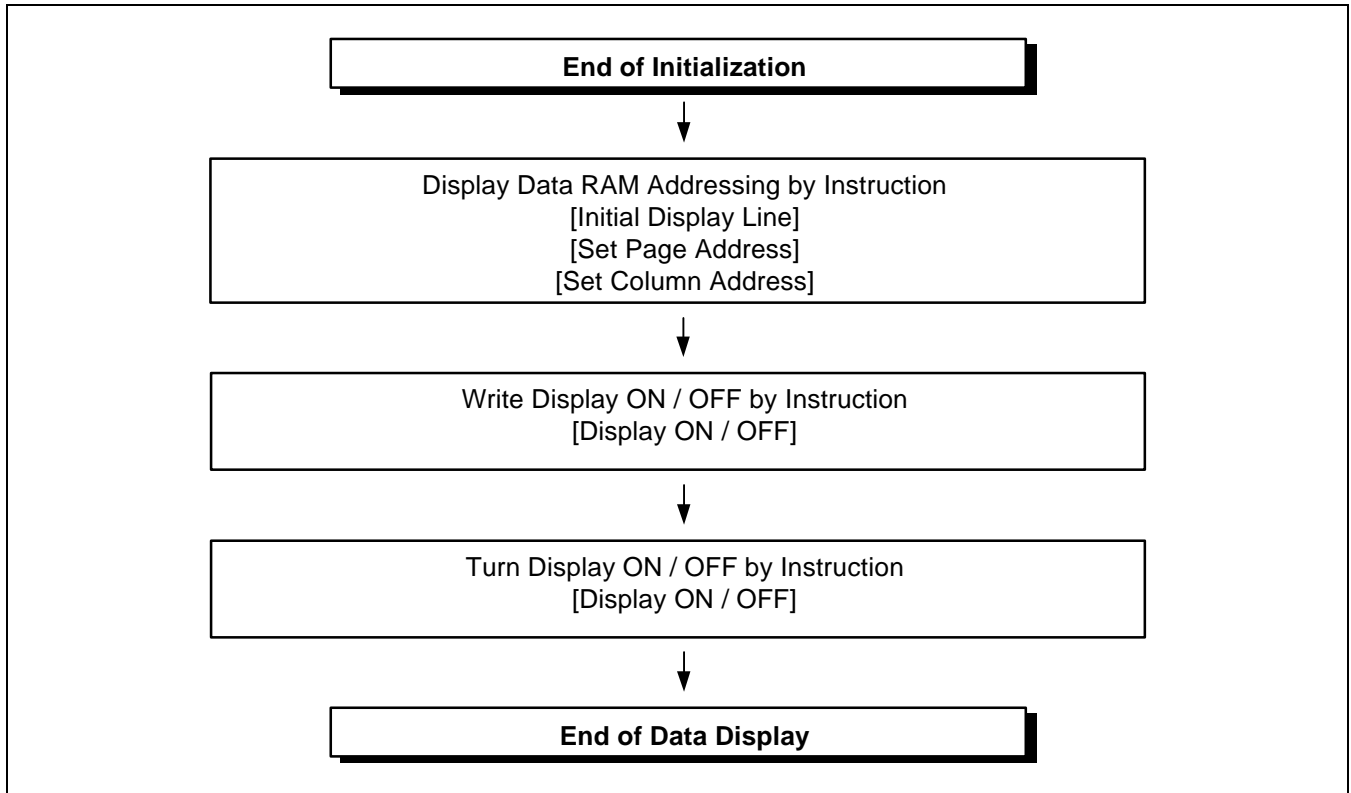 End of Initialization
Display Data RAM Addressing by Instruction
[Initial Display Line]
[Set Page Address]
[Set Column Address]
Write Display ON / OFF by Instruction
[Display ON / OFF]
Turn Display ON / OFF by Instruction
[Display ON / OFF]
End of Data Display